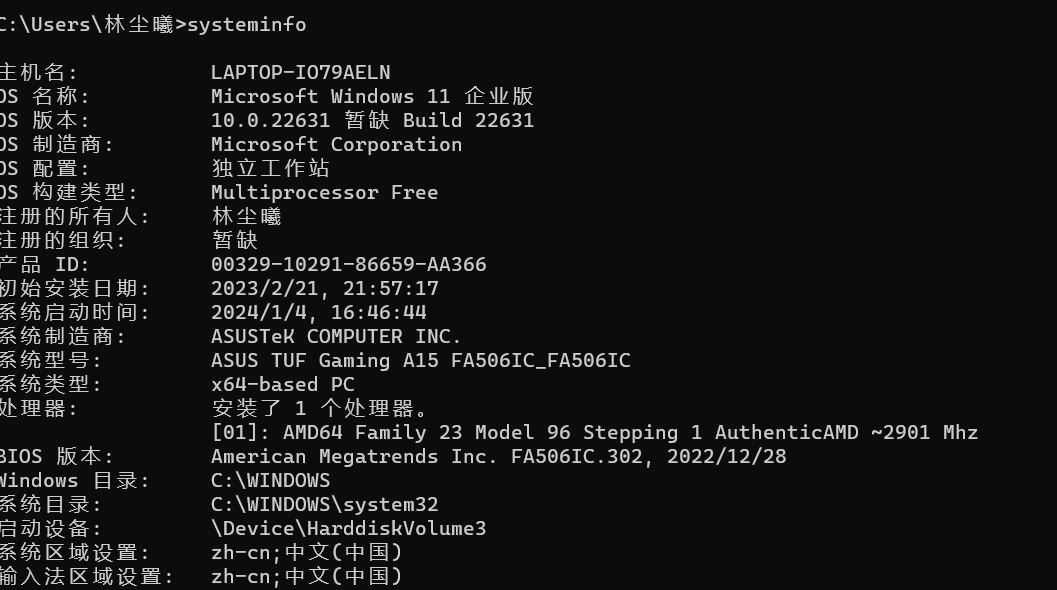 C:\Users\林尘曦>systeminfo
主机名: LAPTOP-IO79AELN
OS 名称: Microsoft Windows 11 企业版
OS 版本: 10.0.22631 暂缺 Build 22631
OS 制造商: Microsoft Corporation
OS 配置: 独立工作站
OS 构建类型: Multiprocessor Free
注册的所有人: 林尘曦
注册的组织: 暂缺
产品 ID: 00329-10291-86659-AA366
初始安装日期: 2023/2/21, 21:57:17
系统启动时间: 2024/1/4, 16:46:44
系统制造商: ASUSTeK COMPUTER INC.
系统型号: ASUS TUF Gaming A15 FA506IC_FA506IC
系统类型: x64-based PC
处理器: 安装了 1 个处理器。
[01]: AMD64 Family 23 Model 96 Stepping 1 AuthenticAMD ~2901 Mhz
BIOS 版本: American Megatrends Inc. FA506IC.302, 2022/12/28
Windows 目录: C:\WINDOWS
系统目录: C:\WINDOWS\system32
启动设备: \Device\HarddiskVolume3
系统区域设置: zh-cn;中文(中国)
输入法区域设置: zh-cn;中文(中国)